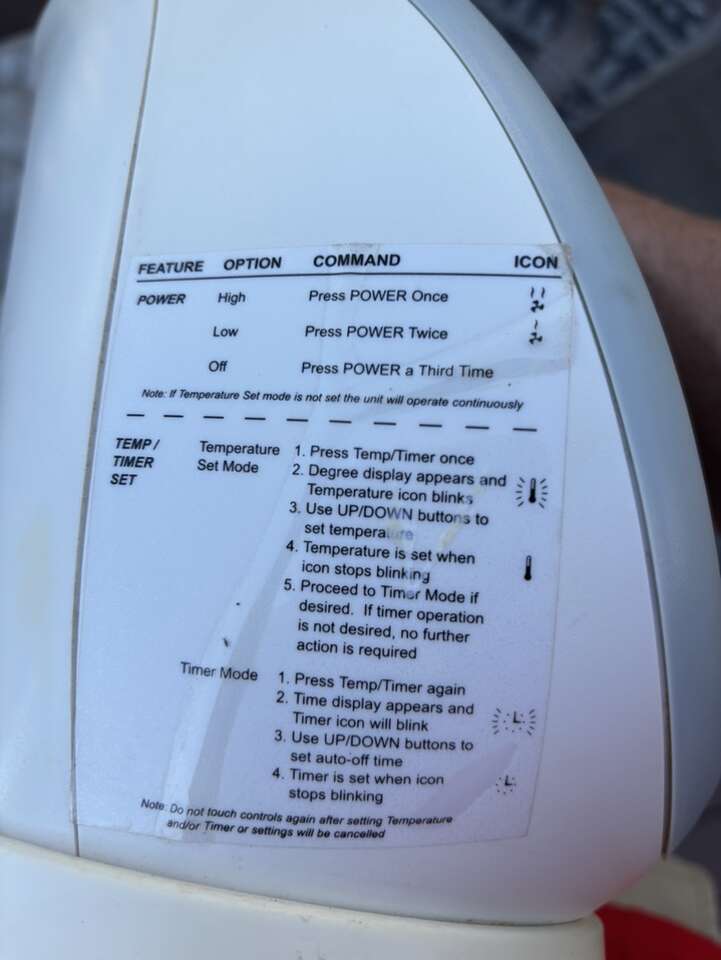 FEATURE OPTION COMMAND ICON
POWER High Press POWER Once
Low Press POWER Twice
Off Press POWER a Third Time
Note: If Temperature Set mode is not set the unit will operate continuously
TEMP / Temperature 1. Press Temp/Timer once
TIMER Set Mode 2. Degree display appears and
SET Temperature icon blinks
3. Use UP/DOWN buttons to
set temperature
4. Temperature is set when
icon stops blinking
5. Proceed to Timer Mode if
desired. If timer operation
is not desired, no further
action is required
Timer Mode 1. Press Temp/Timer again
2. Time display appears and
Timer icon will blink
3. Use UP/DOWN buttons to
set auto-off time
4. Timer is set when icon
stops blinking
Note: Do not touch controls again after setting Temperature
and/or Timer or settings will be cancelled